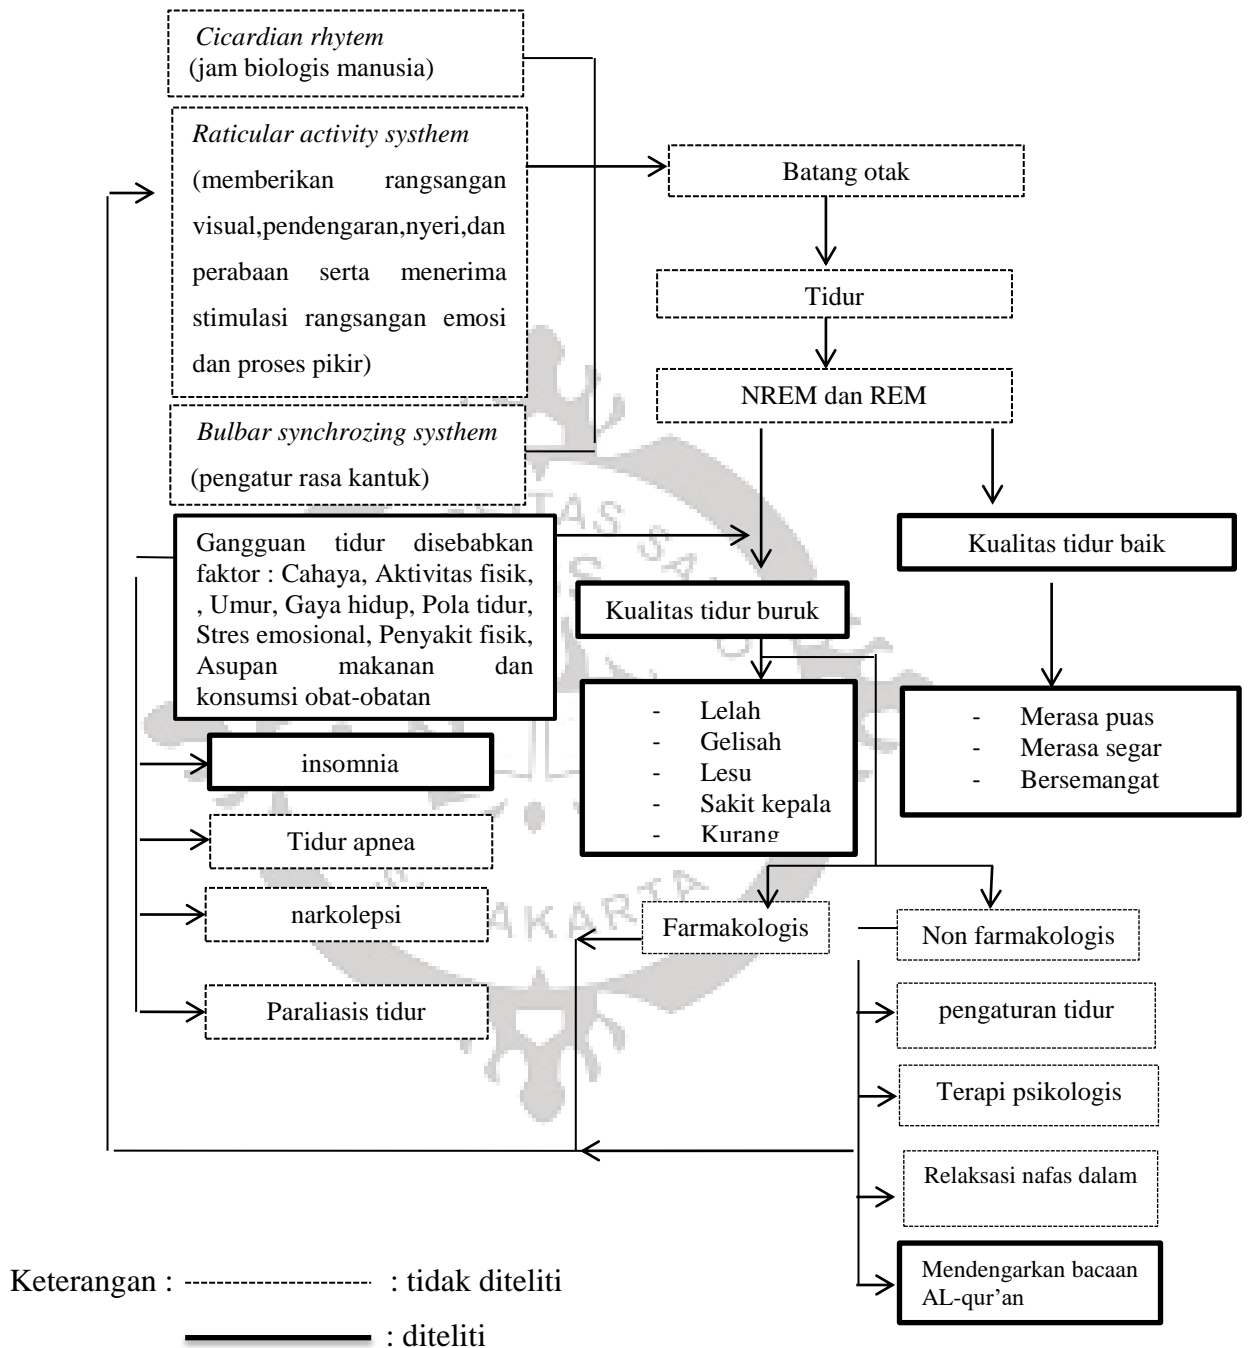 Cicardian rhytem
(jam biologis manusia)
Raticular activity systhem
(memberikan rangsangan
visual,pendengaran,nyeri,dan
perabaan serta menerima
stimulasi rangsangan emosi
dan proses pikir)
Bulbar synchrozing systhem
(pengatur rasa kantuk)
Batang otak
Tidur
NREM dan REM
Gangguan tidur disebabkan
faktor : Cahaya, Aktivitas fisik,
, Umur, Gaya hidup, Pola tidur,
Stres emosional, Penyakit fisik,
Asupan makanan dan
konsumsi obat-obatan
Kualitas tidur baik
Kualitas tidur buruk
- Lelah
- Gelisah
- Lesu
- Sakit kepala
- Kurang
- Merasa puas
- Merasa segar
- Bersemangat
insomnia
Tidur apnea
narkolepsi
Paraliasis tidur
Farmakologis
Non farmakologis
pengaturan tidur
Terapi psikologis
Relaksasi nafas dalam
Mendengarkan bacaan
AL-qur’an
Keterangan : : tidak diteliti
: diteliti